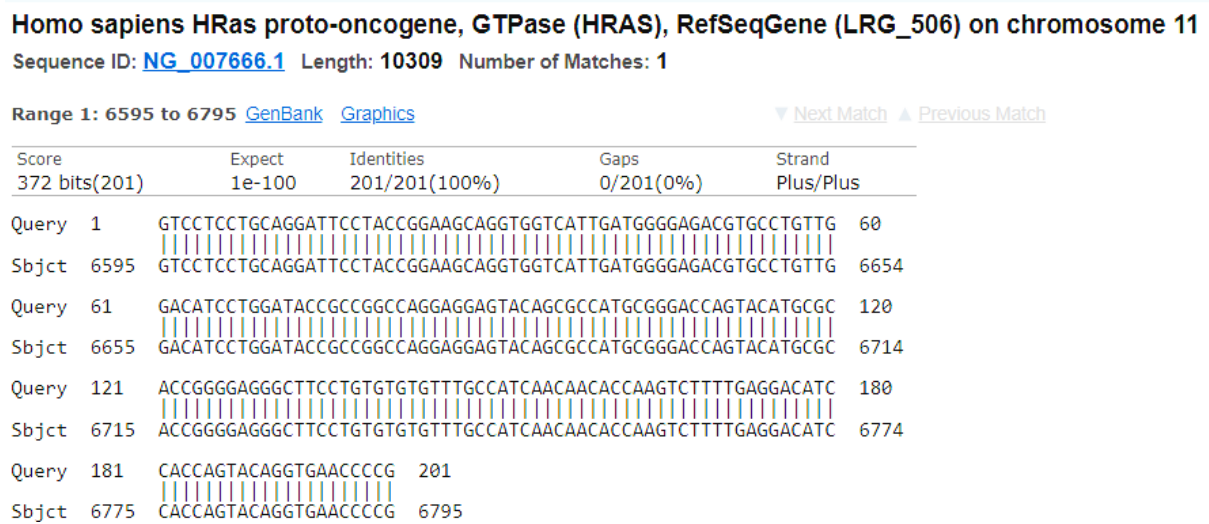 Homo sapiens HRas proto-oncogene, GTPase (HRAS), RefSeqGene (LRG_506) on chromosome 11
Sequence ID: NG_007666.1 Length: 10309 Number of Matches: 1
Range 1: 6595 to 6795 GenBank Graphics ▼ Next Match ▲ Previous Match
Score Expect Identities Gaps Strand
372 bits(201) 1e-100 201/201(100%) 0/201(0%) Plus/Plus
Query 1 GTCCTCCTGCAGGATTCCTACCGGAAGCAGGTGGTCATTGATGGGGAGACGTGCCTGTTG 60
Sbjct 6595 GTCCTCCTGCAGGATTCCTACCGGAAGCAGGTGGTCATTGATGGGGAGACGTGCCTGTTG 6654
Query 61 GACATCCTGGATACCGCCGGCCAGGAGGAGTACAGCGCCATGCGGGACCAGTACATGCGC 120
Sbjct 6655 GACATCCTGGATACCGCCGGCCAGGAGGAGTACAGCGCCATGCGGGACCAGTACATGCGC 6714
Query 121 ACCGGGGAGGGCTTCCTGTGTGTGTTTGCCATCAACAACACCAAGTCTTTTGAGGACATC 180
Sbjct 6715 ACCGGGGAGGGCTTCCTGTGTGTGTTTGCCATCAACAACACCAAGTCTTTTGAGGACATC 6774
Query 181 CACCAGTACAGGTGAACCCCG 201
Sbjct 6775 CACCAGTACAGGTGAACCCCG 6795